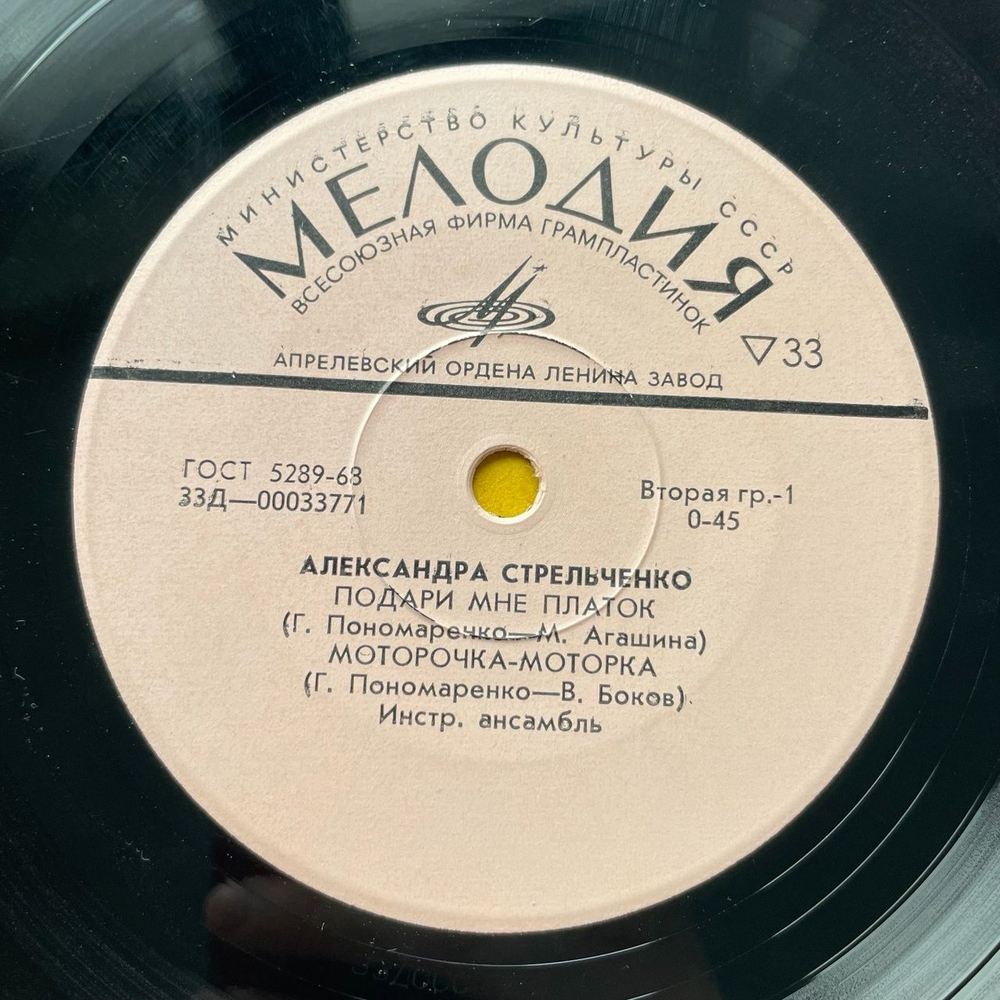 МИНИСТЕРСТВО КУЛЬТУРЫ СССР
МЕЛОДИЯ
ВСЕСОЮЗНАЯ ФИРМА ГРАМПЛАСТИНОК
▽33
АПРЕЛЕВСКИЙ ОРДЕНА ЛЕНИНА ЗАВОД
ГОСТ 5289-68
33Д—00033771
Вторая гр.-1
0-45
АЛЕКСАНДРА СТРЕЛЬЧЕНКО
ПОДАРИ МНЕ ПЛАТОК
(Г. Пономаренко—М. Агашина)
МОТОРОЧКА-МОТОРКА
(Г. Пономаренко—В. Боков)
Инстр. ансамбль